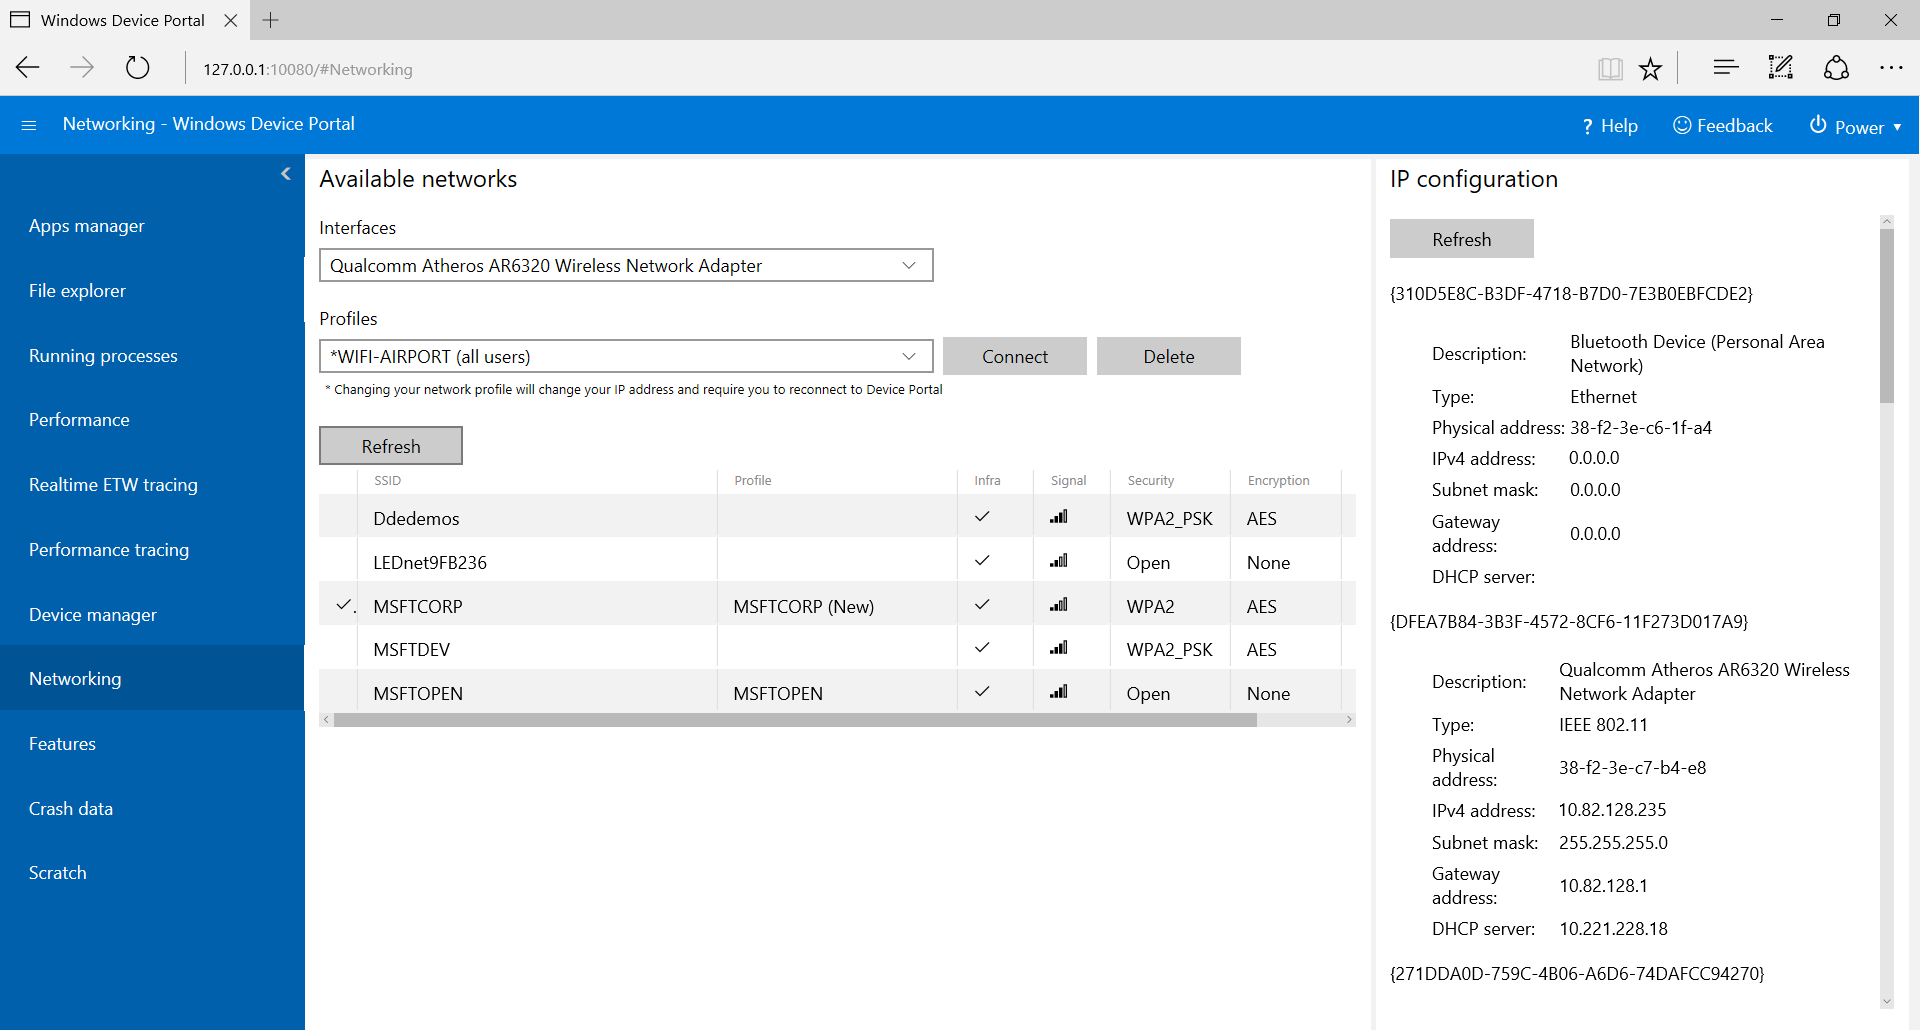 Windows Device Portal
127.0.0.1:10080/#Networking
Networking - Windows Device Portal
? Help
Feedback
Power
Apps manager
File explorer
Running processes
Performance
Realtime ETW tracing
Performance tracing
Device manager
Networking
Features
Crash data
Scratch
Available networks
Interfaces
Qualcomm Atheros AR6320 Wireless Network Adapter
Profiles
*WIFI-AIRPORT (all users)
Connect
Delete
* Changing your network profile will change your IP address and require you to reconnect to Device Portal
Refresh
SSID Profile Infra Signal Security Encryption
Ddedemos WPA2_PSK AES
LEDnet9FB236 Open None
MSFTCORP MSFTCORP (New) WPA2 AES
MSFTDEV WPA2_PSK AES
MSFTOPEN MSFTOPEN Open None
IP configuration
Refresh
{310D5E8C-B3DF-4718-B7D0-7E3B0EBFCDE2}
Description: Bluetooth Device (Personal Area
Network)
Type: Ethernet
Physical address: 38-f2-3e-c6-1f-a4
IPv4 address: 0.0.0.0
Subnet mask: 0.0.0.0
Gateway
address: 0.0.0.0
DHCP server:
{DFEA7B84-3B3F-4572-8CF6-11F273D017A9}
Description: Qualcomm Atheros AR6320 Wireless
Network Adapter
Type: IEEE 802.11
Physical
address: 38-f2-3e-c7-b4-e8
IPv4 address: 10.82.128.235
Subnet mask: 255.255.255.0
Gateway
address: 10.82.128.1
DHCP server: 10.221.228.18
{271DDA0D-759C-4B06-A6D6-74DAFCC94270}